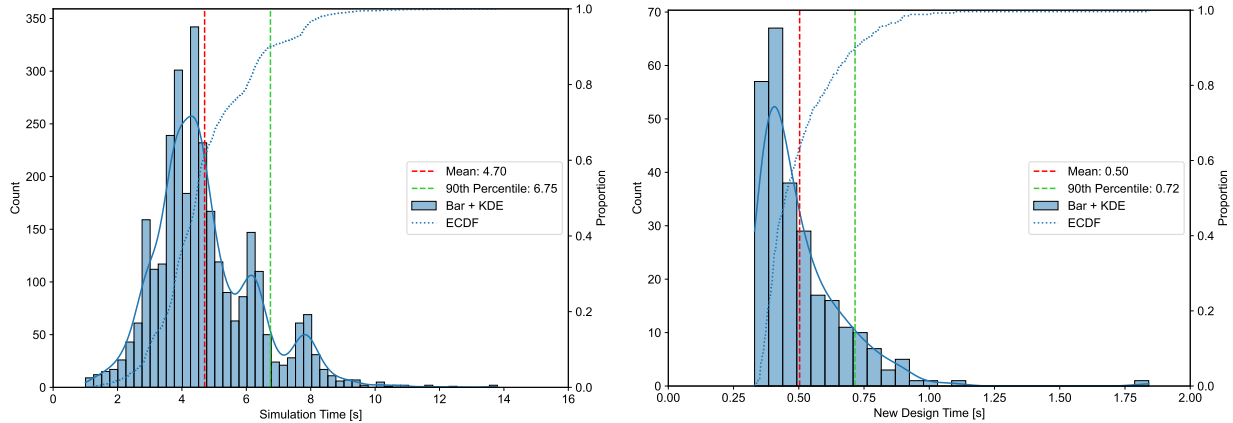 350
300
250
200
150
100
50
0
Count
0 2 4 6 8 10 12 14 16
Simulation Time [s]
1.0
0.8
0.6
0.4
0.2
0.0
Proportion
Mean: 4.70
90th Percentile: 6.75
Bar + KDE
ECDF
70
60
50
40
30
20
10
0
Count
0.00 0.25 0.50 0.75 1.00 1.25 1.50 1.75 2.00
New Design Time [s]
1.0
0.8
0.6
0.4
0.2
0.0
Proportion
Mean: 0.50
90th Percentile: 0.72
Bar + KDE
ECDF